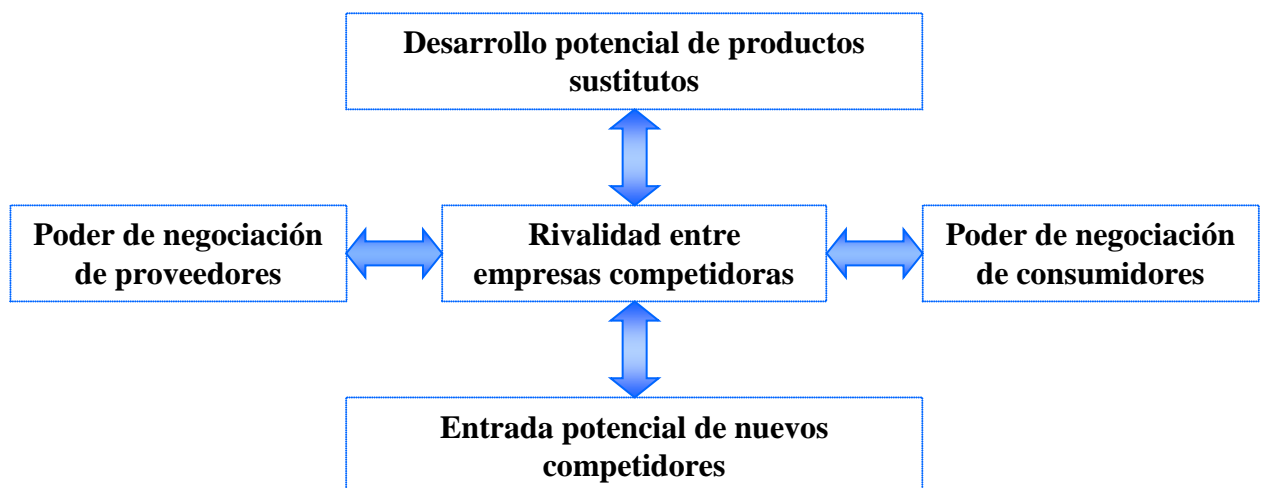 Desarrollo potencial de productos
sustitutos
Poder de negociación
de proveedores
Rivalidad entre
empresas competidoras
Poder de negociación
de consumidores
Entrada potencial de nuevos
competidores